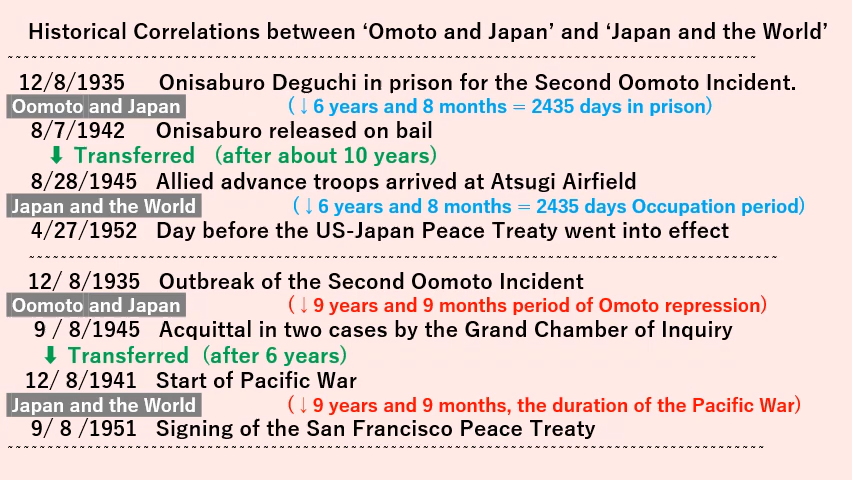 Historical Correlations between ‘Omoto and Japan’ and ‘Japan and the World’
12/8/1935 Onisaburo Deguchi in prison for the Second Oomoto Incident.
Oomoto and Japan (↓6 years and 8 months = 2435 days in prison)
8/7/1942 Onisaburo released on bail
⬇ Transferred (after about 10 years)
8/28/1945 Allied advance troops arrived at Atsugi Airfield
Japan and the World (↓6 years and 8 months = 2435 days Occupation period)
4/27/1952 Day before the US-Japan Peace Treaty went into effect
12/ 8/1935 Outbreak of the Second Oomoto Incident
Oomoto and Japan (↓9 years and 9 months period of Omoto repression)
9 / 8/1945 Acquittal in two cases by the Grand Chamber of Inquiry
⬇ Transferred (after 6 years)
12/ 8/1941 Start of Pacific War
Japan and the World (↓9 years and 9 months, the duration of the Pacific War)
9/ 8 /1951 Signing of the San Francisco Peace Treaty